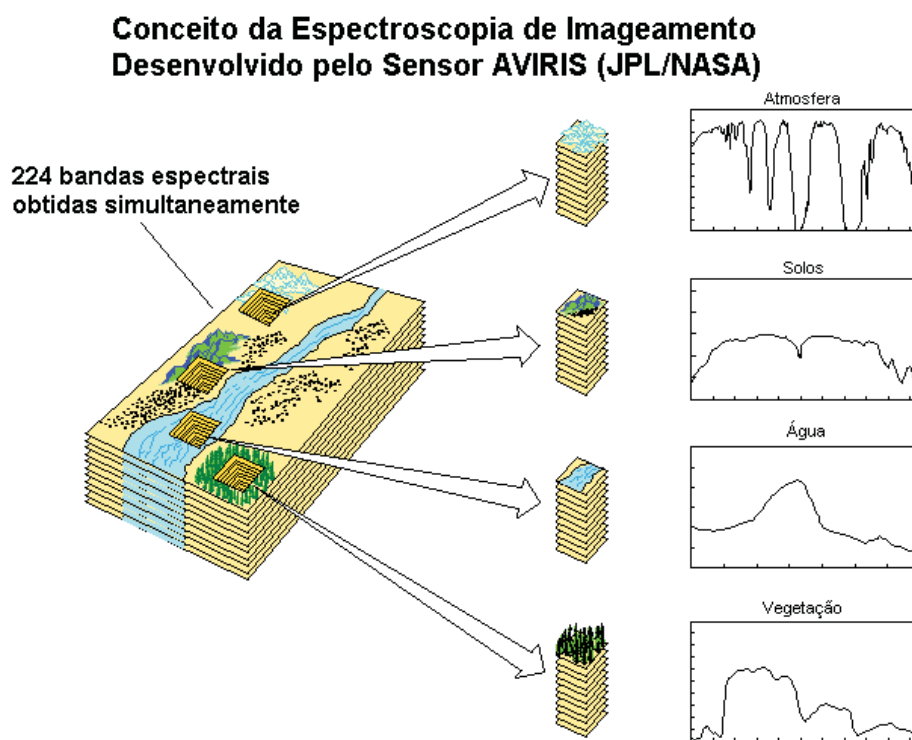 Conceito da Espectroscopia de Imageamento
Desenvolvido pelo Sensor AVIRIS (JPL/NASA)
224 bandas espectrais
obtidas simultaneamente
Atmosfera
Solos
Água
Vegetação